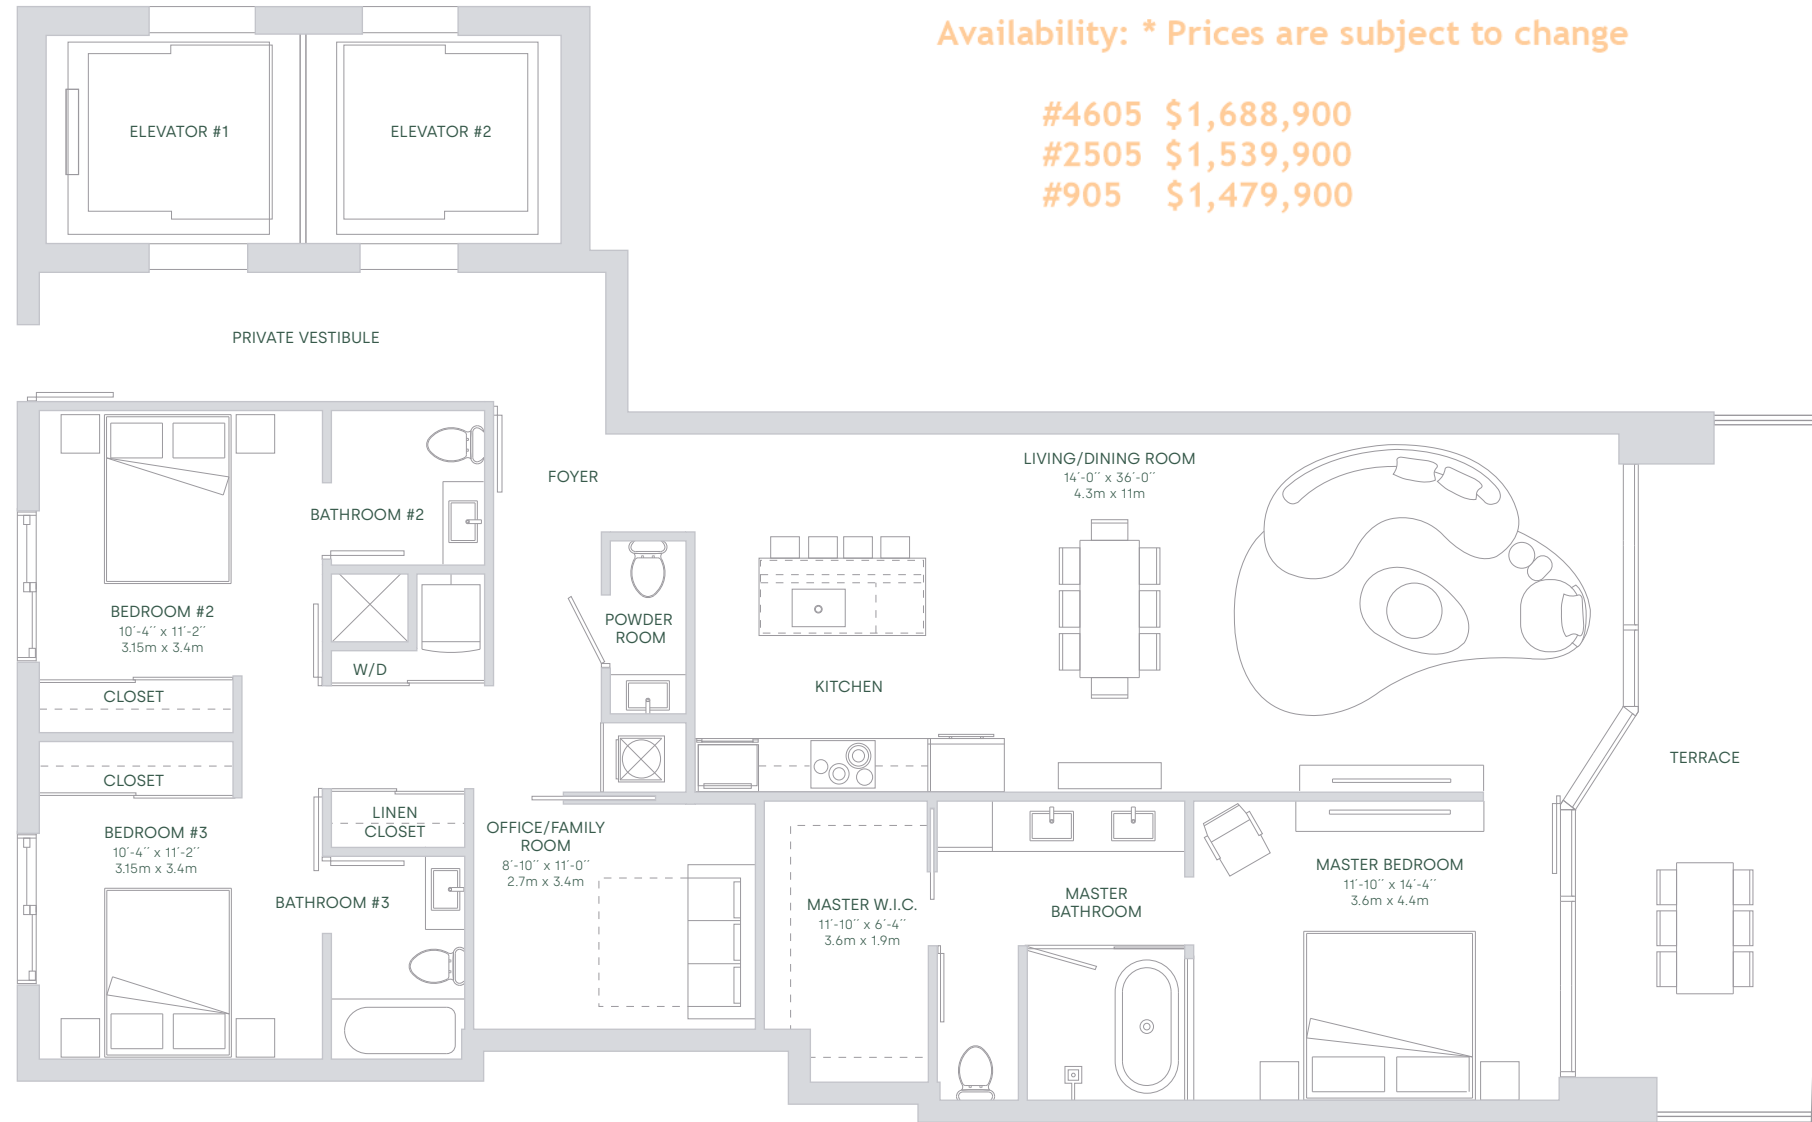 Availability: * Prices are subject to change
#4605 $1,688,900
#2505 $1,539,900
#905 $1,479,900
ELEVATOR #1
ELEVATOR #2
PRIVATE VESTIBULE
FOYER
LIVING/DINING ROOM
14´-0´´ x 36´-0´´
4.3m x 11m
BATHROOM #2
BEDROOM #2
10´-4´´ x 11´-2´´
3.15m x 3.4m
POWDER
ROOM
W/D
CLOSET
KITCHEN
TERRACE
CLOSET
LINEN
CLOSET
BEDROOM #3
10´-4´´ x 11´-2´´
3.15m x 3.4m
OFFICE/FAMILY
ROOM
8´-10´´ x 11´-0´´
2.7m x 3.4m
BATHROOM #3
MASTER W.I.C.
11´-10´´ x 6´-4´´
3.6m x 1.9m
MASTER
BATHROOM
MASTER BEDROOM
11´-10´´ x 14´-4´´
3.6m x 4.4m